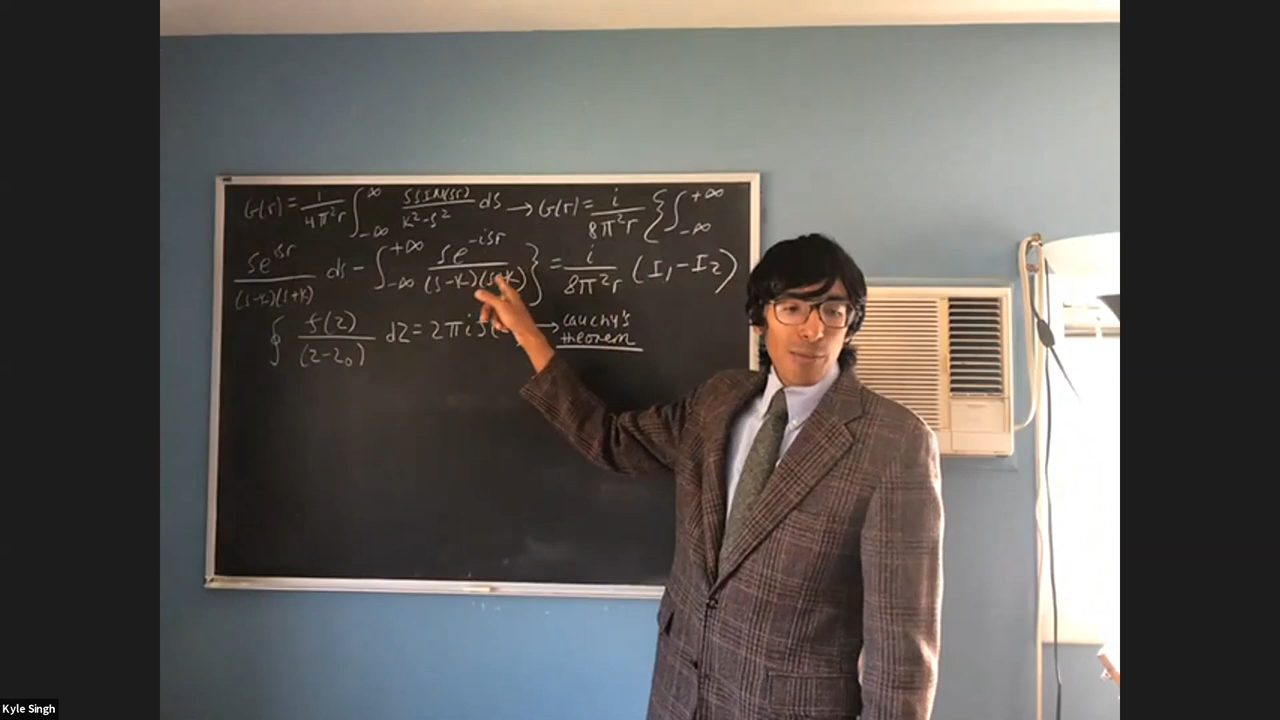 G(r) = 1/4π²r ∫_{-∞}^{∞} SSIN(Sr)/K²-S² ds → G(r) = i/8π²r { ∫_{-∞}^{+∞}
Se^{isr}/(S-K)(S+K) ds - ∫_{-∞}^{+∞} Se^{-isr}/(S-K)(S+K) } = i/8π²r (I₁-I₂)
∮ f(z)/(z-z₀) dz = 2πi f( → Cauchy's
theorem
Kyle Singh